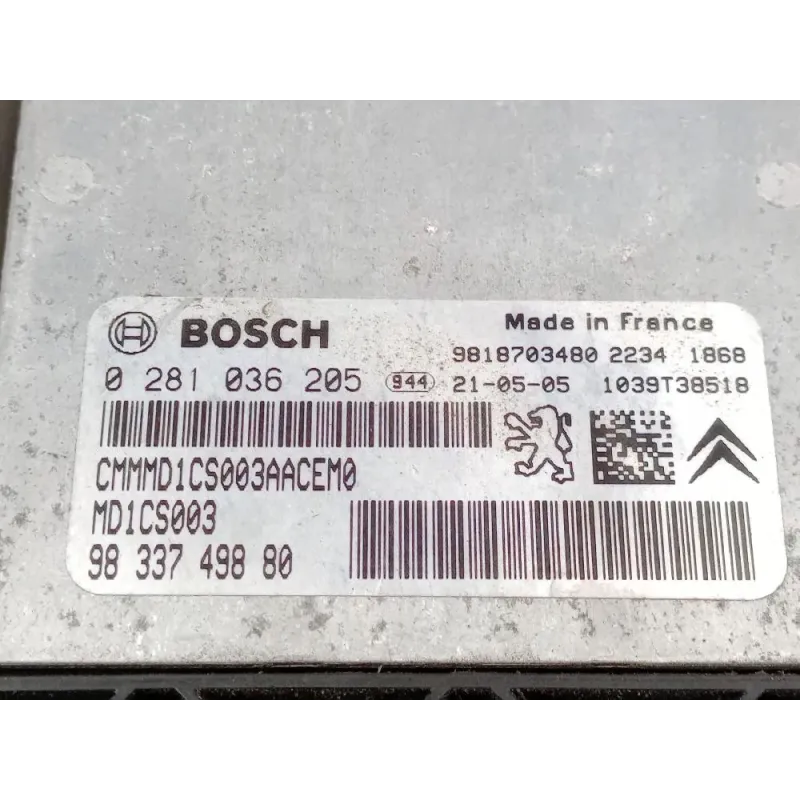 BOSCH
Made in France
9818703480 2234 1868
0 281 036 205 944 21-05-05 1039T38518
CMMMD1CS003AACEM0
MD1CS003
98 337 498 80